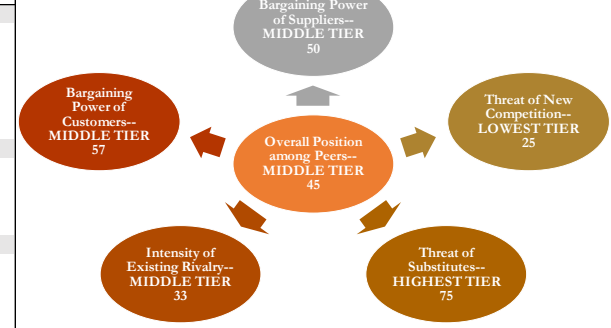 Bargaining Power
of Suppliers--
MIDDLE TIER
50
Bargaining
Power of
Customers--
MIDDLE TIER
57
Threat of New
Competition--
LOWEST TIER
25
Overall Position
among Peers--
MIDDLE TIER
45
Intensity of
Existing Rivalry--
MIDDLE TIER
33
Threat of
Substitutes--
HIGHEST TIER
75